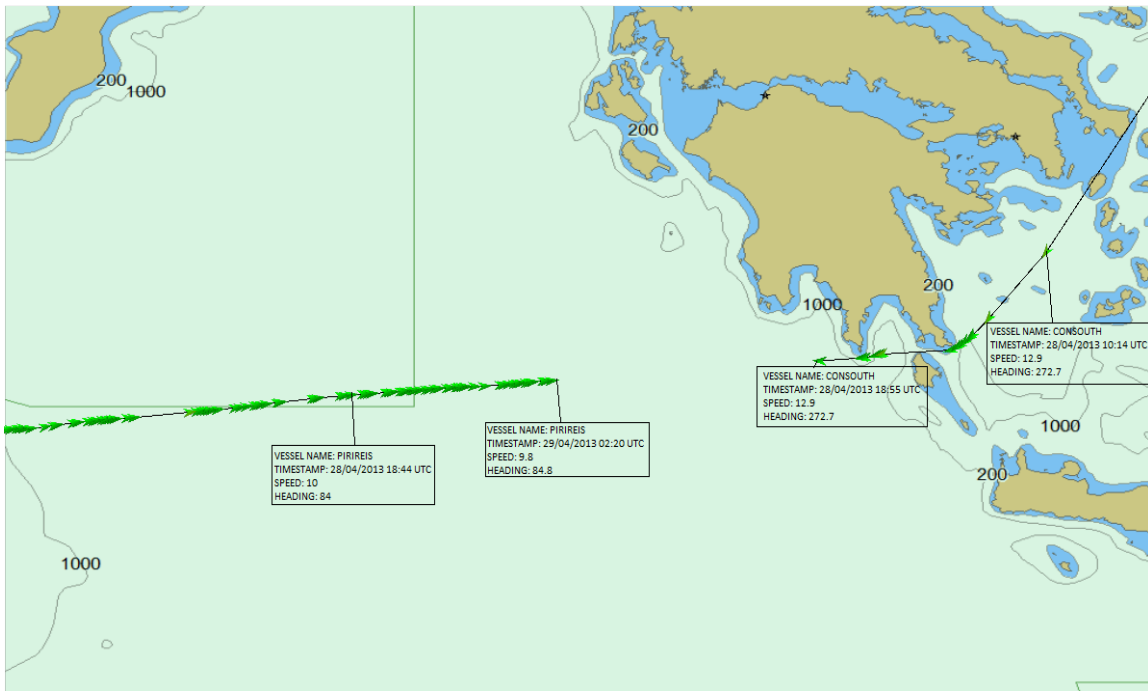 200
1000
200
200
1000
VESSEL NAME: CONSOUTH
TIMESTAMP: 28/04/2013 10:14 UTC
SPEED: 12.9
HEADING: 272.7
VESSEL NAME: CONSOUTH
TIMESTAMP: 28/04/2013 18:55 UTC
SPEED: 12.9
HEADING: 272.7
VESSEL NAME: PIRIREIS
TIMESTAMP: 29/04/2013 02:20 UTC
SPEED: 9.8
HEADING: 84.8
VESSEL NAME: PIRIREIS
TIMESTAMP: 28/04/2013 18:44 UTC
SPEED: 10
HEADING: 84
1000
200
1000